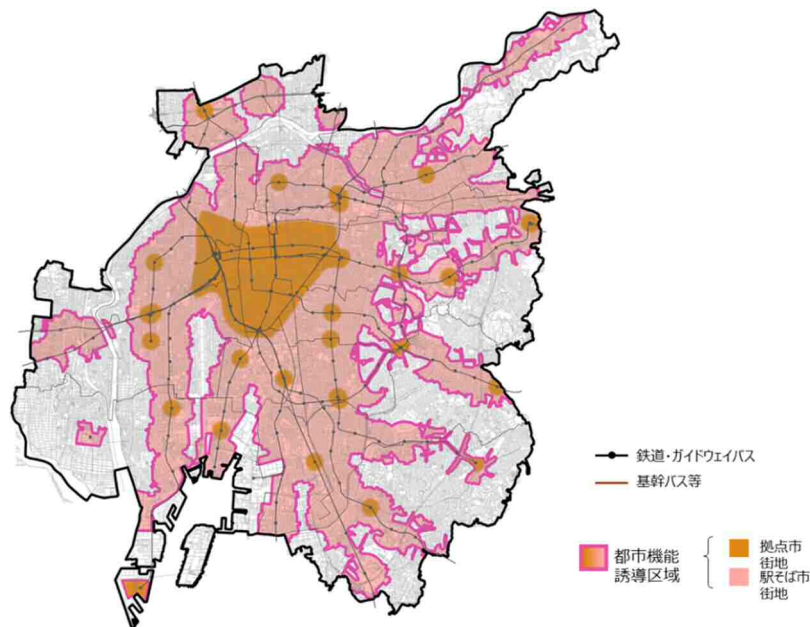 鉄道・ガイドウェイバス
基幹バス等
都市機能
誘導区域
拠点市
街地
駅そば市
街地